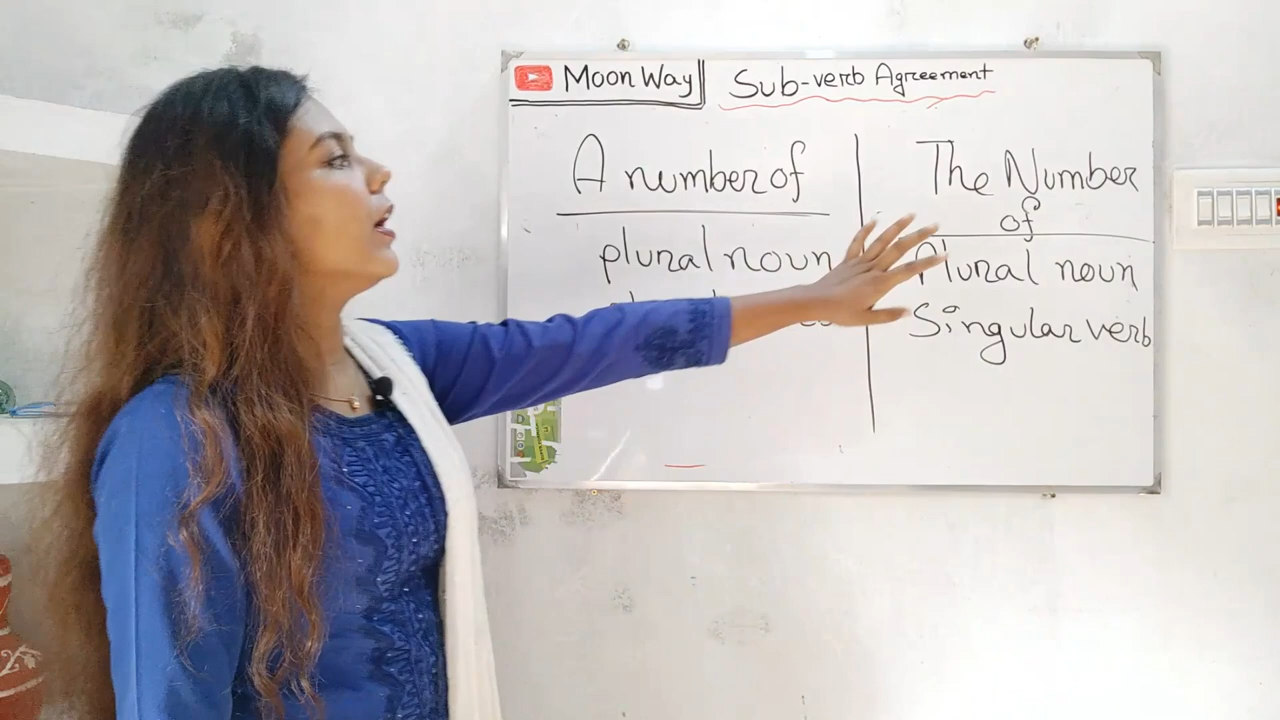 Moon Way
Sub-verb Agreement
A number of
plural noun
The Number
of
Plural noun
Singular verb